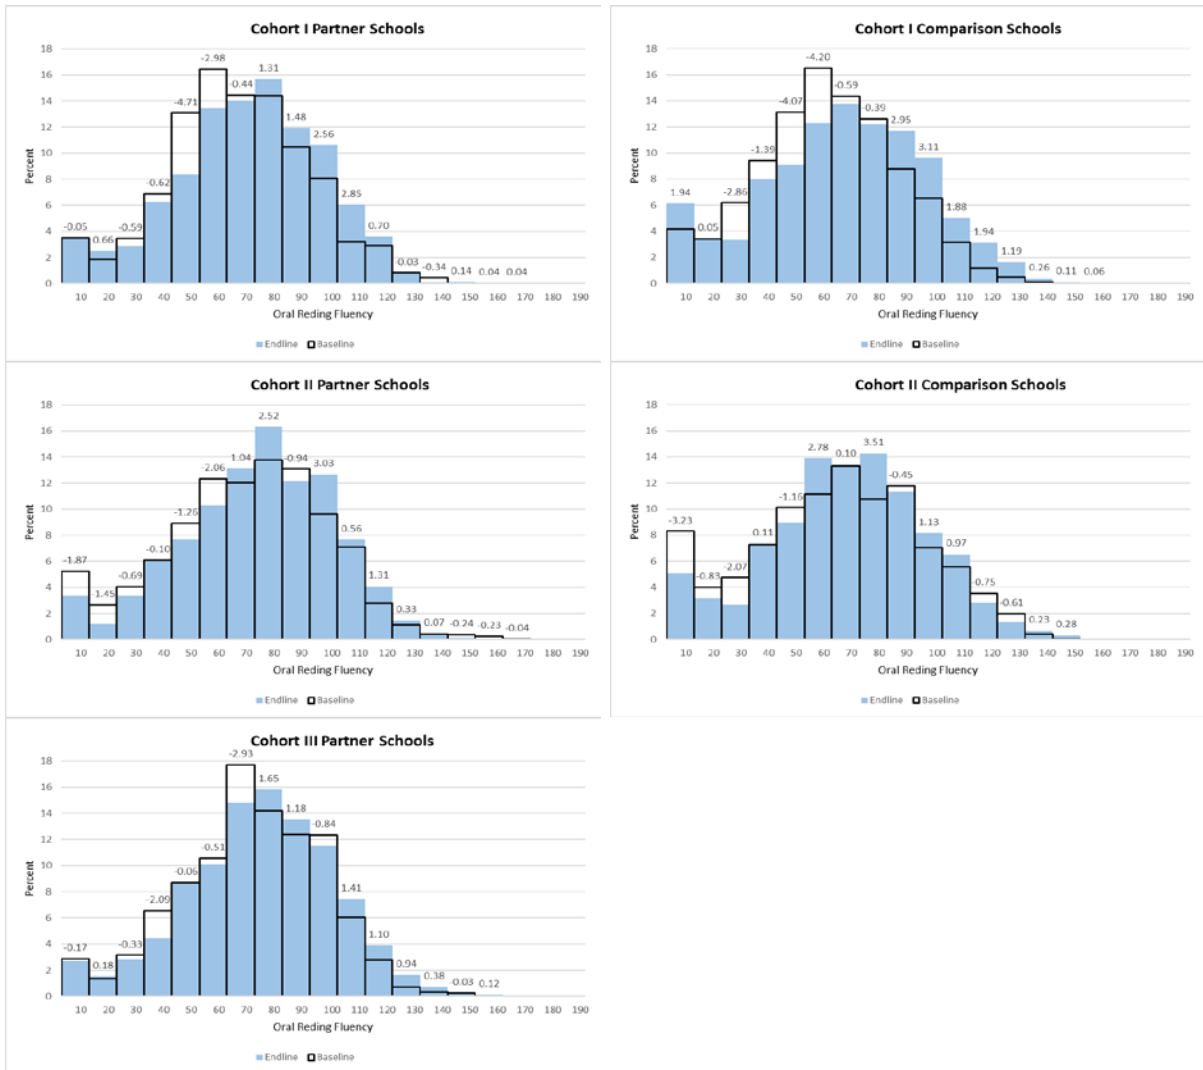 Cohort I Partner Schools
18
16
14
12
10
8
6
4
2
0
Percent
-0.05 0.66 -0.59 -0.62 -4.71 -2.98 -0.44 1.31 1.48 2.56 2.85 0.70 -0.03 -0.34 0.14 0.04 0.04
10 20 30 40 50 60 70 80 90 100 110 120 130 140 150 160 170 180 190
Oral Reding Fluency
Endline Baseline
Cohort I Comparison Schools
18
16
14
12
10
8
6
4
2
0
Percent
1.94 0.05 -2.86 -1.39 -4.07 -4.20 -0.59 -0.39 2.95 3.11 1.88 1.94 1.19 0.26 0.11 0.06
10 20 30 40 50 60 70 80 90 100 110 120 130 140 150 160 170 180 190
Oral Reding Fluency
Endline Baseline
Cohort II Partner Schools
18
16
14
12
10
8
6
4
2
0
Percent
-1.87 -1.45 -0.69 -0.10 -1.26 -2.06 1.04 2.52 -0.94 3.03 0.56 1.31 0.33 0.07 -0.24 -0.23 -0.04
10 20 30 40 50 60 70 80 90 100 110 120 130 140 150 160 170 180 190
Oral Reding Fluency
Endline Baseline
Cohort II Comparison Schools
18
16
14
12
10
8
6
4
2
0
Percent
-3.23 -0.83 -2.07 0.11 -1.16 2.78 0.10 3.51 -0.45 1.13 0.97 -0.75 -0.61 0.23 0.28
10 20 30 40 50 60 70 80 90 100 110 120 130 140 150 160 170 180 190
Oral Reding Fluency
Endline Baseline
Cohort III Partner Schools
18
16
14
12
10
8
6
4
2
0
Percent
-0.17 0.18 -0.33 -2.09 -0.06 -0.51 -2.93 1.65 1.18 -0.84 1.41 1.10 0.94 0.38 -0.03 0.12
10 20 30 40 50 60 70 80 90 100 110 120 130 140 150 160 170 180 190
Oral Reding Fluency
Endline Baseline